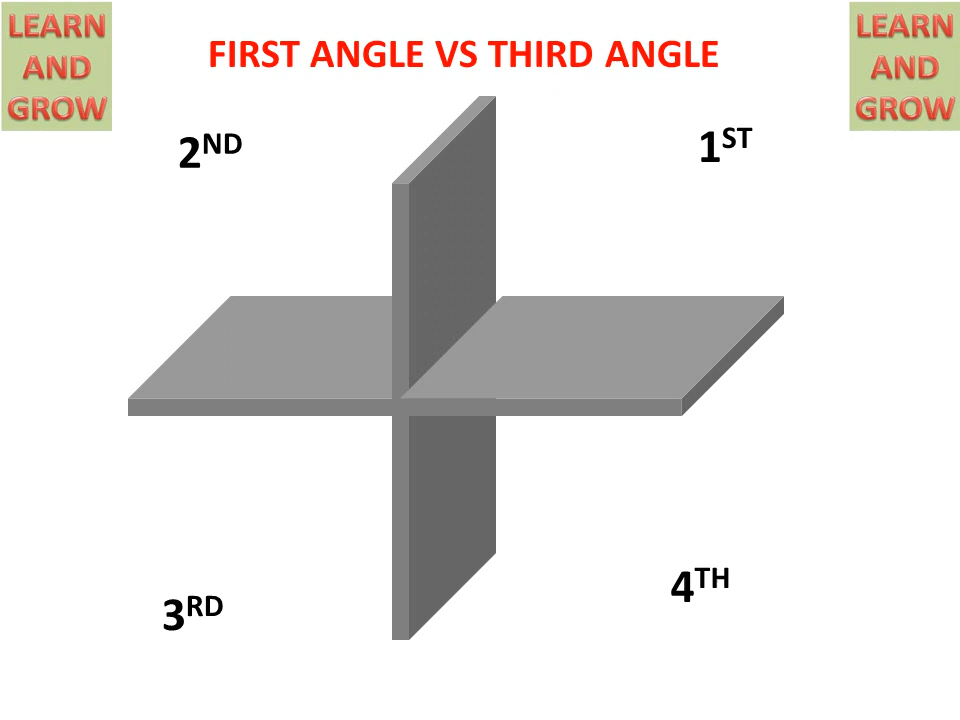 LEARN
AND
GROW
FIRST ANGLE VS THIRD ANGLE
LEARN
AND
GROW
2ND
1ST
3RD
4TH